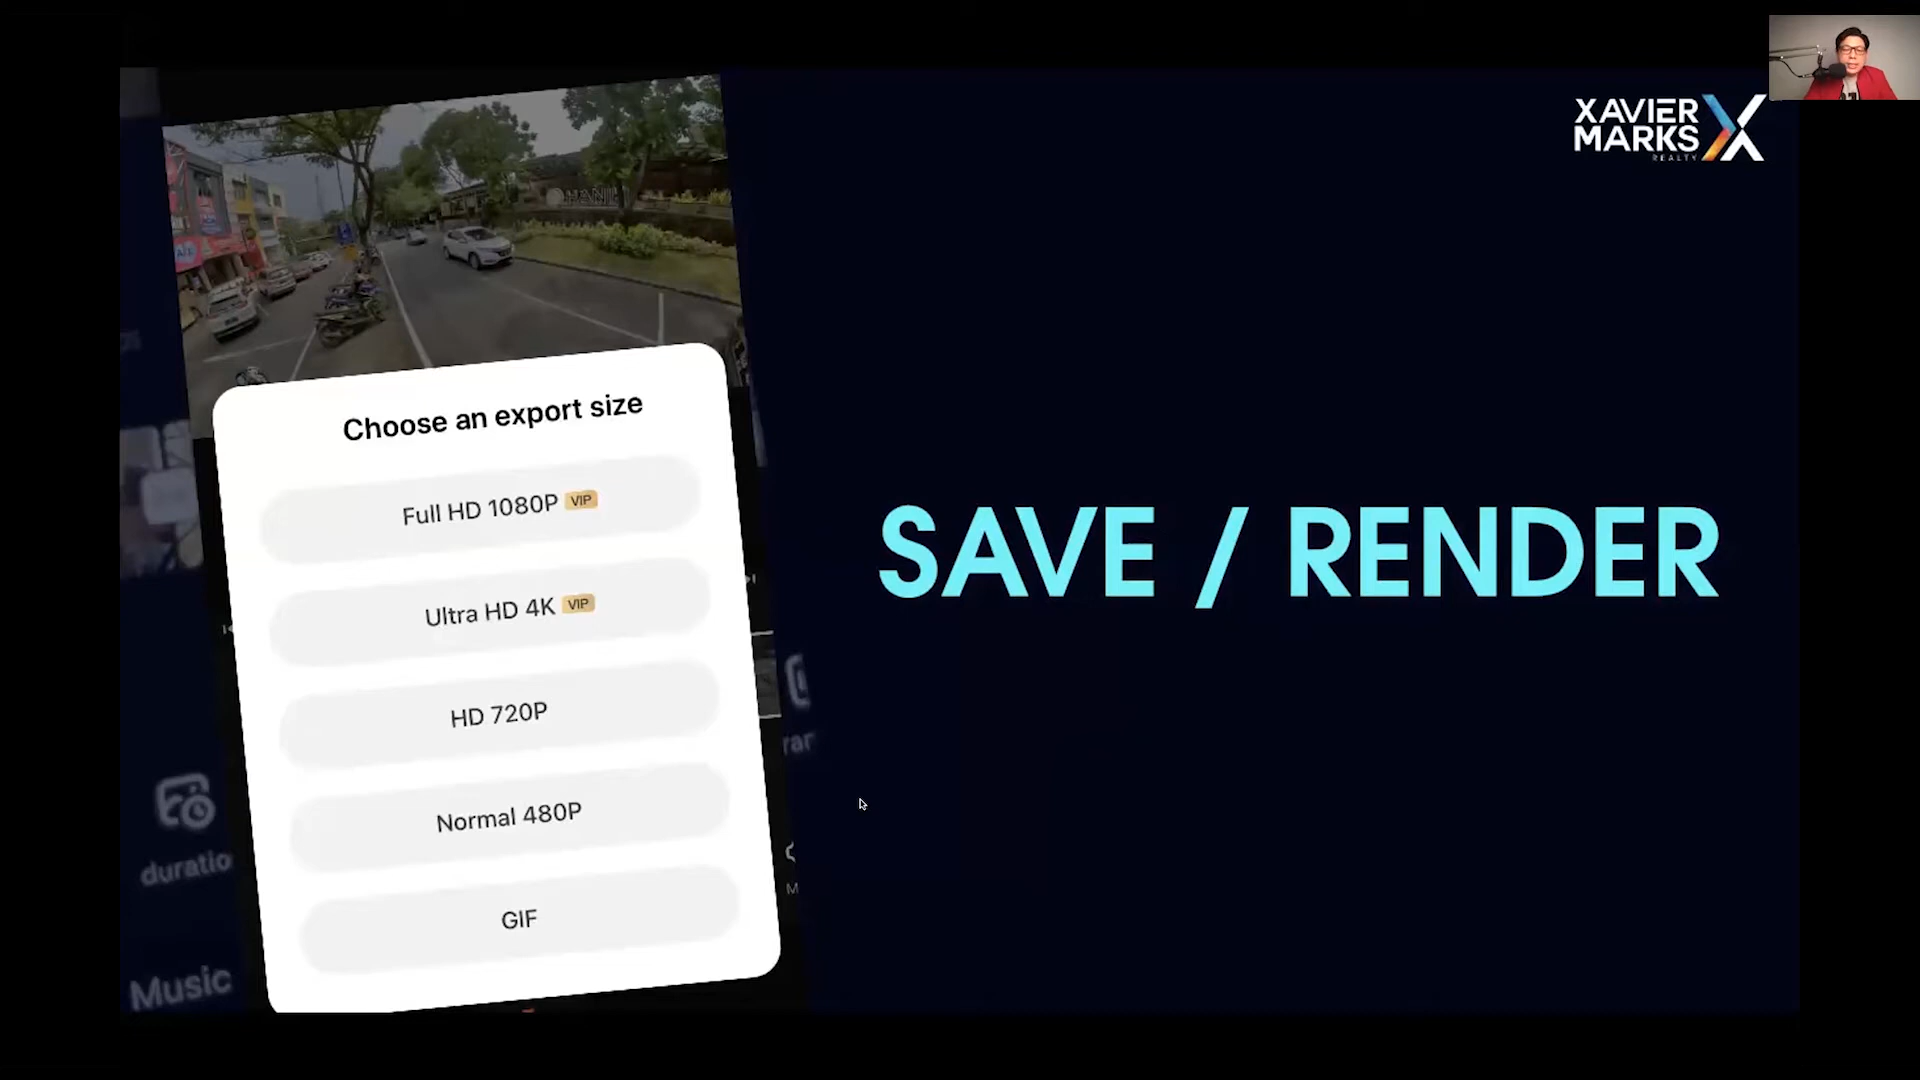 XAVIER
MARKS
REALTY
Choose an export size
Full HD 1080P VIP
Ultra HD 4K VIP
HD 720P
Normal 480P
GIF
SAVE / RENDER
duratio
Music